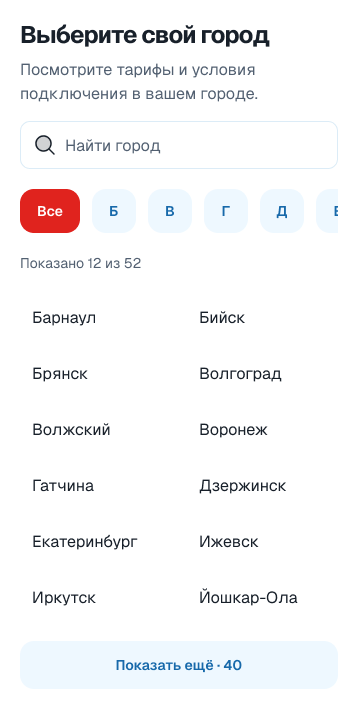 Выберите свой город
Посмотрите тарифы и условия
подключения в вашем городе.
Найти город
Все Б В Г Д
Показано 12 из 52
Барнаул Бийск
Брянск Волгоград
Волжский Воронеж
Гатчина Дзержинск
Екатеринбург Ижевск
Иркутск Йошкар-Ола
Показать ещё · 40